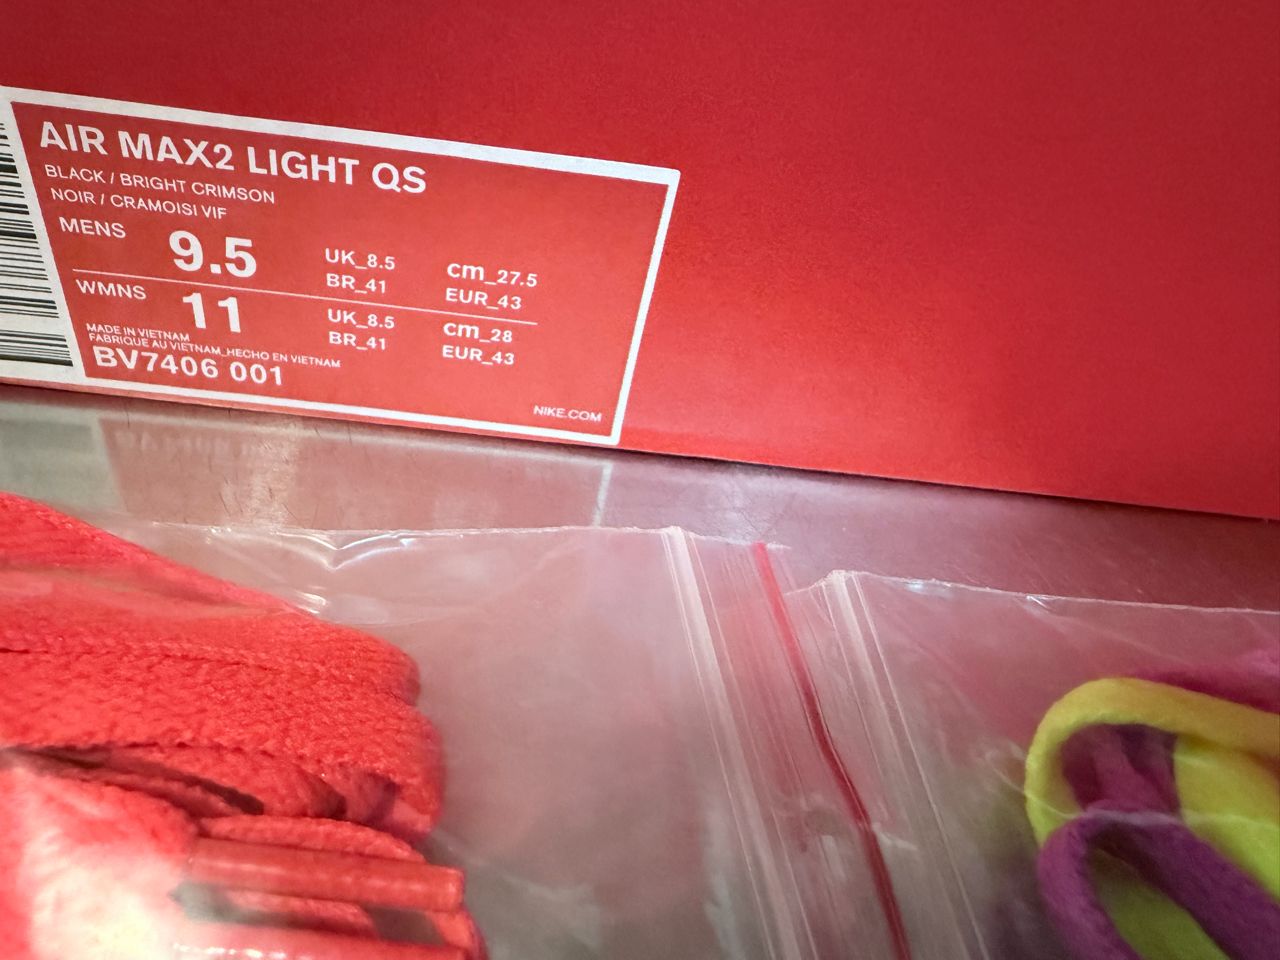 AIR MAX2 LIGHT QS
BLACK / BRIGHT CRIMSON
NOIR / CRAMOISI VIF
MENS 9.5 UK_8.5 cm_27.5
BR_41 EUR_43
WMNS 11 UK_8.5 cm_28
BR_41 EUR_43
MADE IN VIETNAM
FABRIQUE AU VIETNAM_HECHO EN VIETNAM
BV7406 001
NIKE.COM